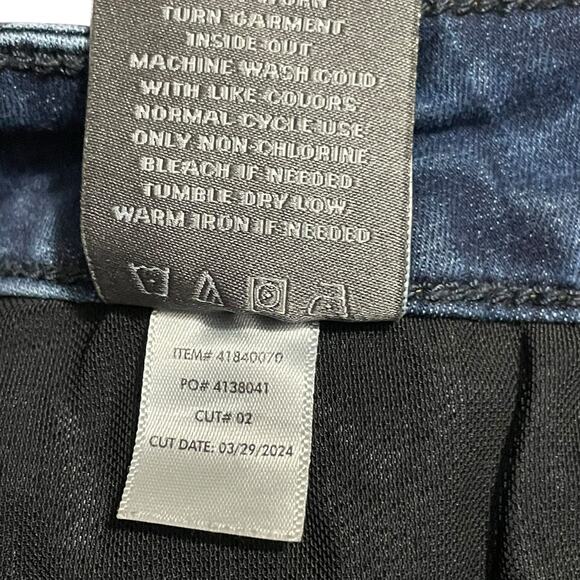 TURN GARMENT
INSIDE OUT
MACHINE WASH COLD
WITH LIKE COLORS
NORMAL CYCLE USE
ONLY NON-CHLORINE
BLEACH IF NEEDED
TUMBLE DRY LOW
WARM IRON IF NEEDED
ITEM# 41840070
PO# 4138041
CUT# 02
CUT DATE: 03/29/2024